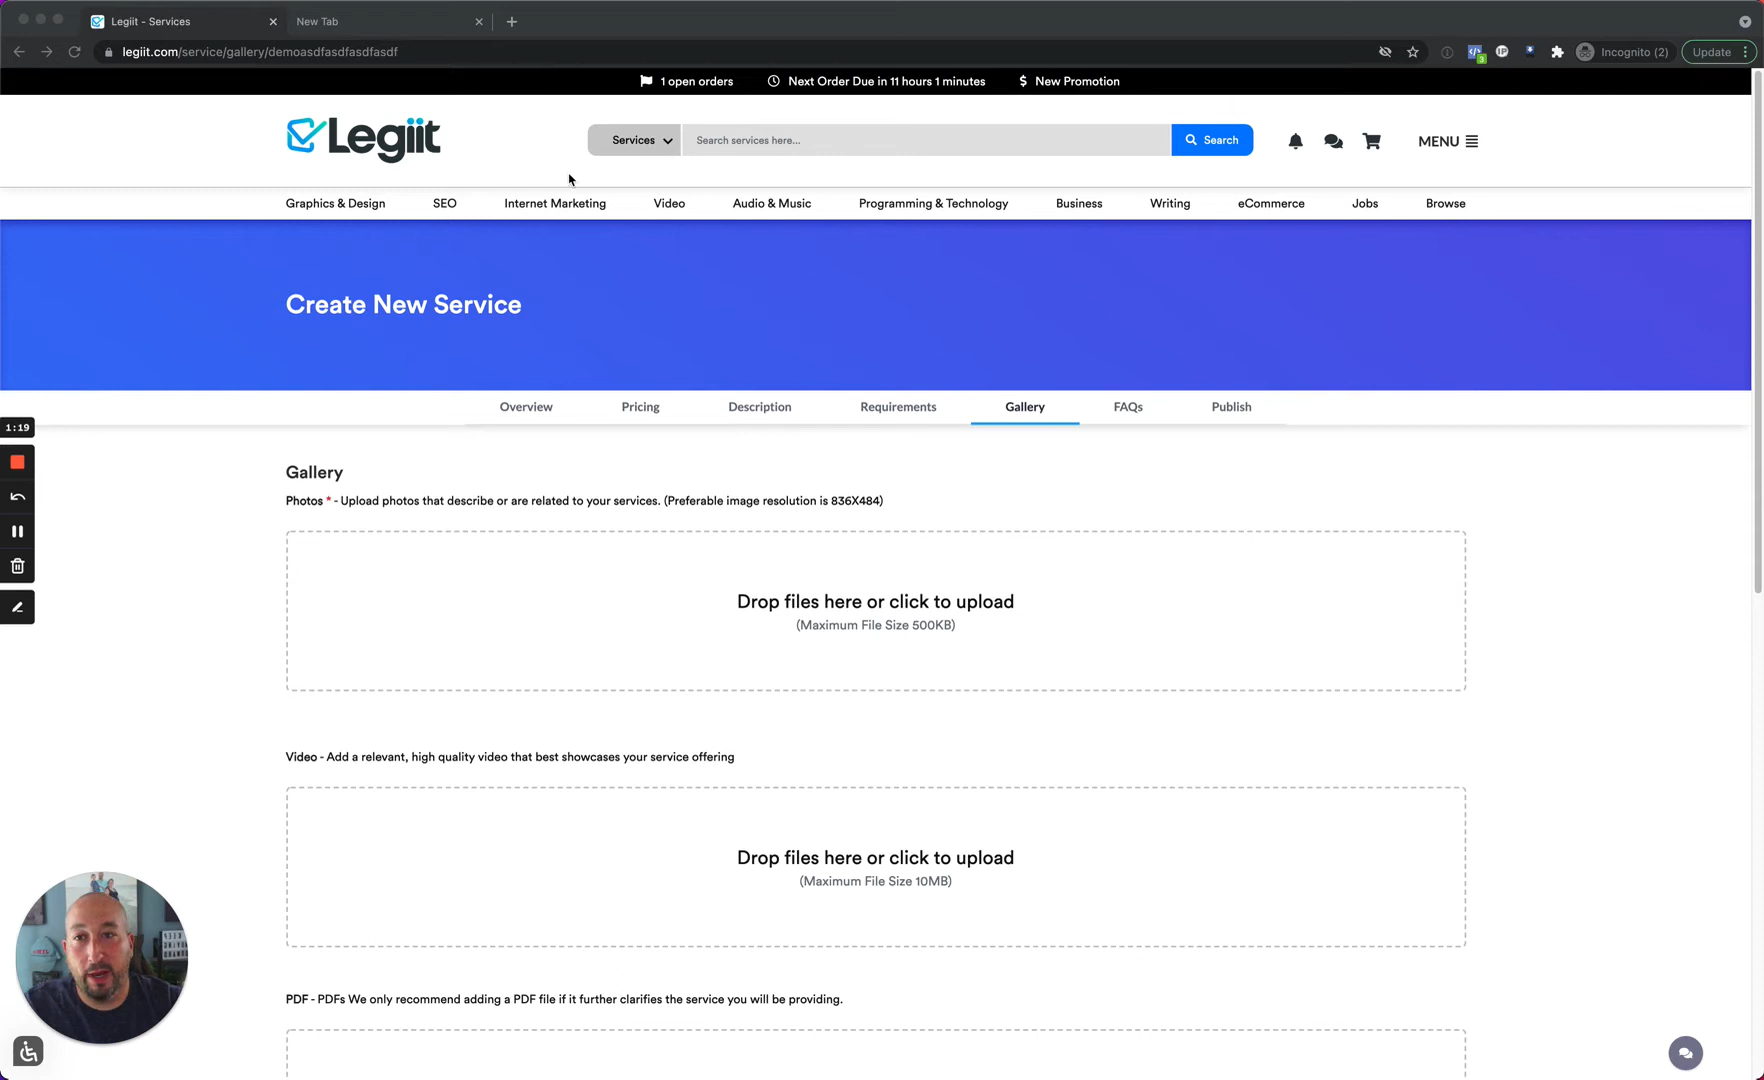 Legiit - Services
New Tab
legiit.com/service/gallery/demoasdfasdfasdfasdf
Incognito (2)
Update
3
1 open orders
Next Order Due in 11 hours 1 minutes
$ New Promotion
Legiit
Services
Search services here...
Search
MENU
Graphics & Design
SEO
Internet Marketing
Video
Audio & Music
Programming & Technology
Business
Writing
eCommerce
Jobs
Browse
Create New Service
Overview
Pricing
Description
Requirements
Gallery
FAQs
Publish
1:19
Gallery
Photos * - Upload photos that describe or are related to your services. (Preferable image resolution is 836X484)
Drop files here or click to upload
(Maximum File Size 500KB)
Video - Add a relevant, high quality video that best showcases your service offering
Drop files here or click to upload
(Maximum File Size 10MB)
PDF - PDFs We only recommend adding a PDF file if it further clarifies the service you will be providing.